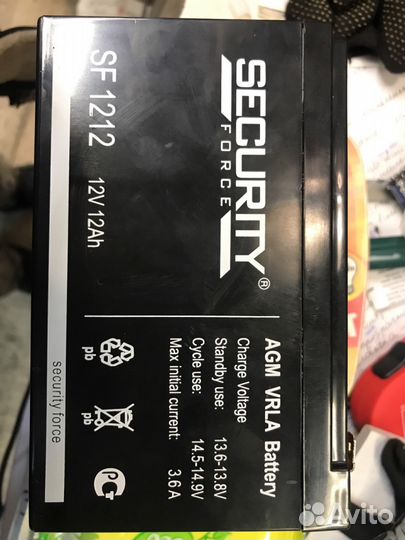 SECURITY®
FORCE
SF 1212
12V 12Ah
AGM VRLA Battery
Charge Voltage
Standby use: 13.6-13.8V
Cycle use: 14.5-14.9V
Max initial current: 3.6 A
pb
pb
security force
Avito